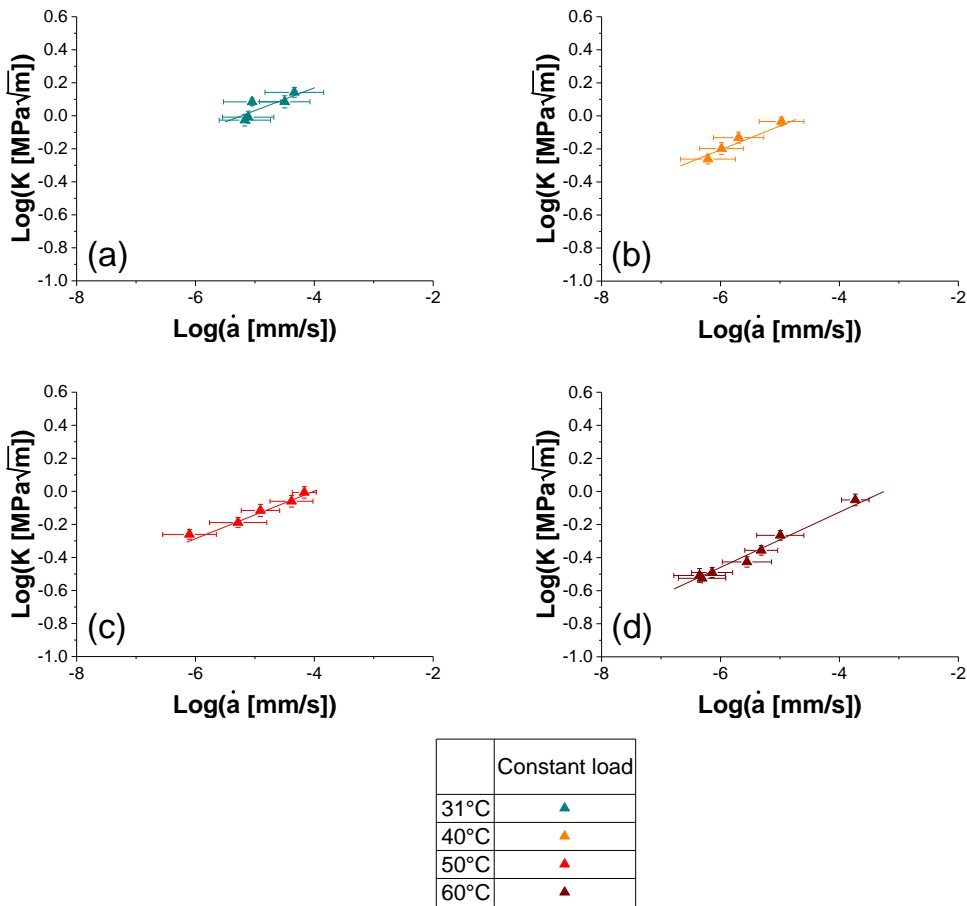 0.6 0.6
0.4 0.4
0.2 0.2
0.0 0.0
-0.2 -0.2
-0.4 -0.4
-0.6 -0.6
-0.8 -0.8
-1.0 -1.0
Log(K [MPa√m]) Log(K [MPa√m])
(a) (b)
-8 -6 -4 -2 -8 -6 -4 -2
Log(ȧ [mm/s]) Log(ȧ [mm/s])
0.6 0.6
0.4 0.4
0.2 0.2
0.0 0.0
-0.2 -0.2
-0.4 -0.4
-0.6 -0.6
-0.8 -0.8
-1.0 -1.0
Log(K [MPa√m]) Log(K [MPa√m])
(c) (d)
-8 -6 -4 -2 -8 -6 -4 -2
Log(ȧ [mm/s]) Log(ȧ [mm/s])
Constant load
31°C
40°C
50°C
60°C